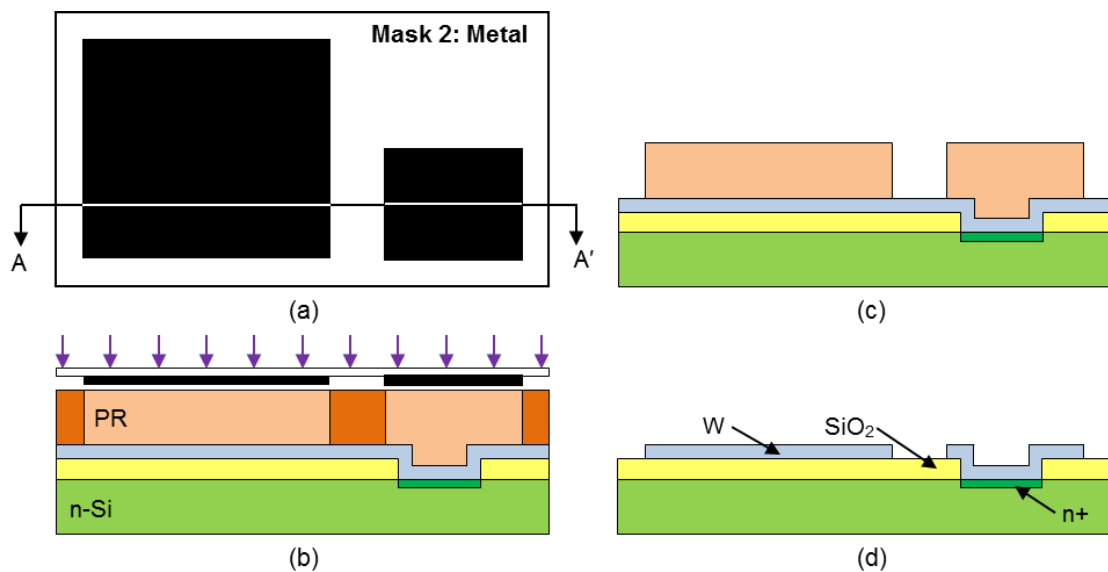 Mask 2: Metal
A
A′
(a)
PR
n-Si
(b)
(c)
W
SiO₂
n+
(d)